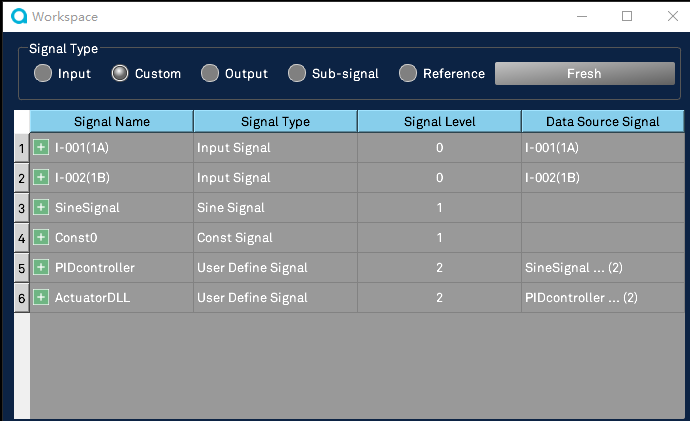 Workspace
Signal Type
Input Custom Output Sub-signal Reference Fresh
Signal Name Signal Type Signal Level Data Source Signal
1 I-001(1A) Input Signal 0 I-001(1A)
2 I-002(1B) Input Signal 0 I-002(1B)
3 SineSignal Sine Signal 1
4 Const0 Const Signal 1
5 PIDcontroller User Define Signal 2 SineSignal ... (2)
6 ActuatorDLL User Define Signal 2 PIDcontroller ... (2)